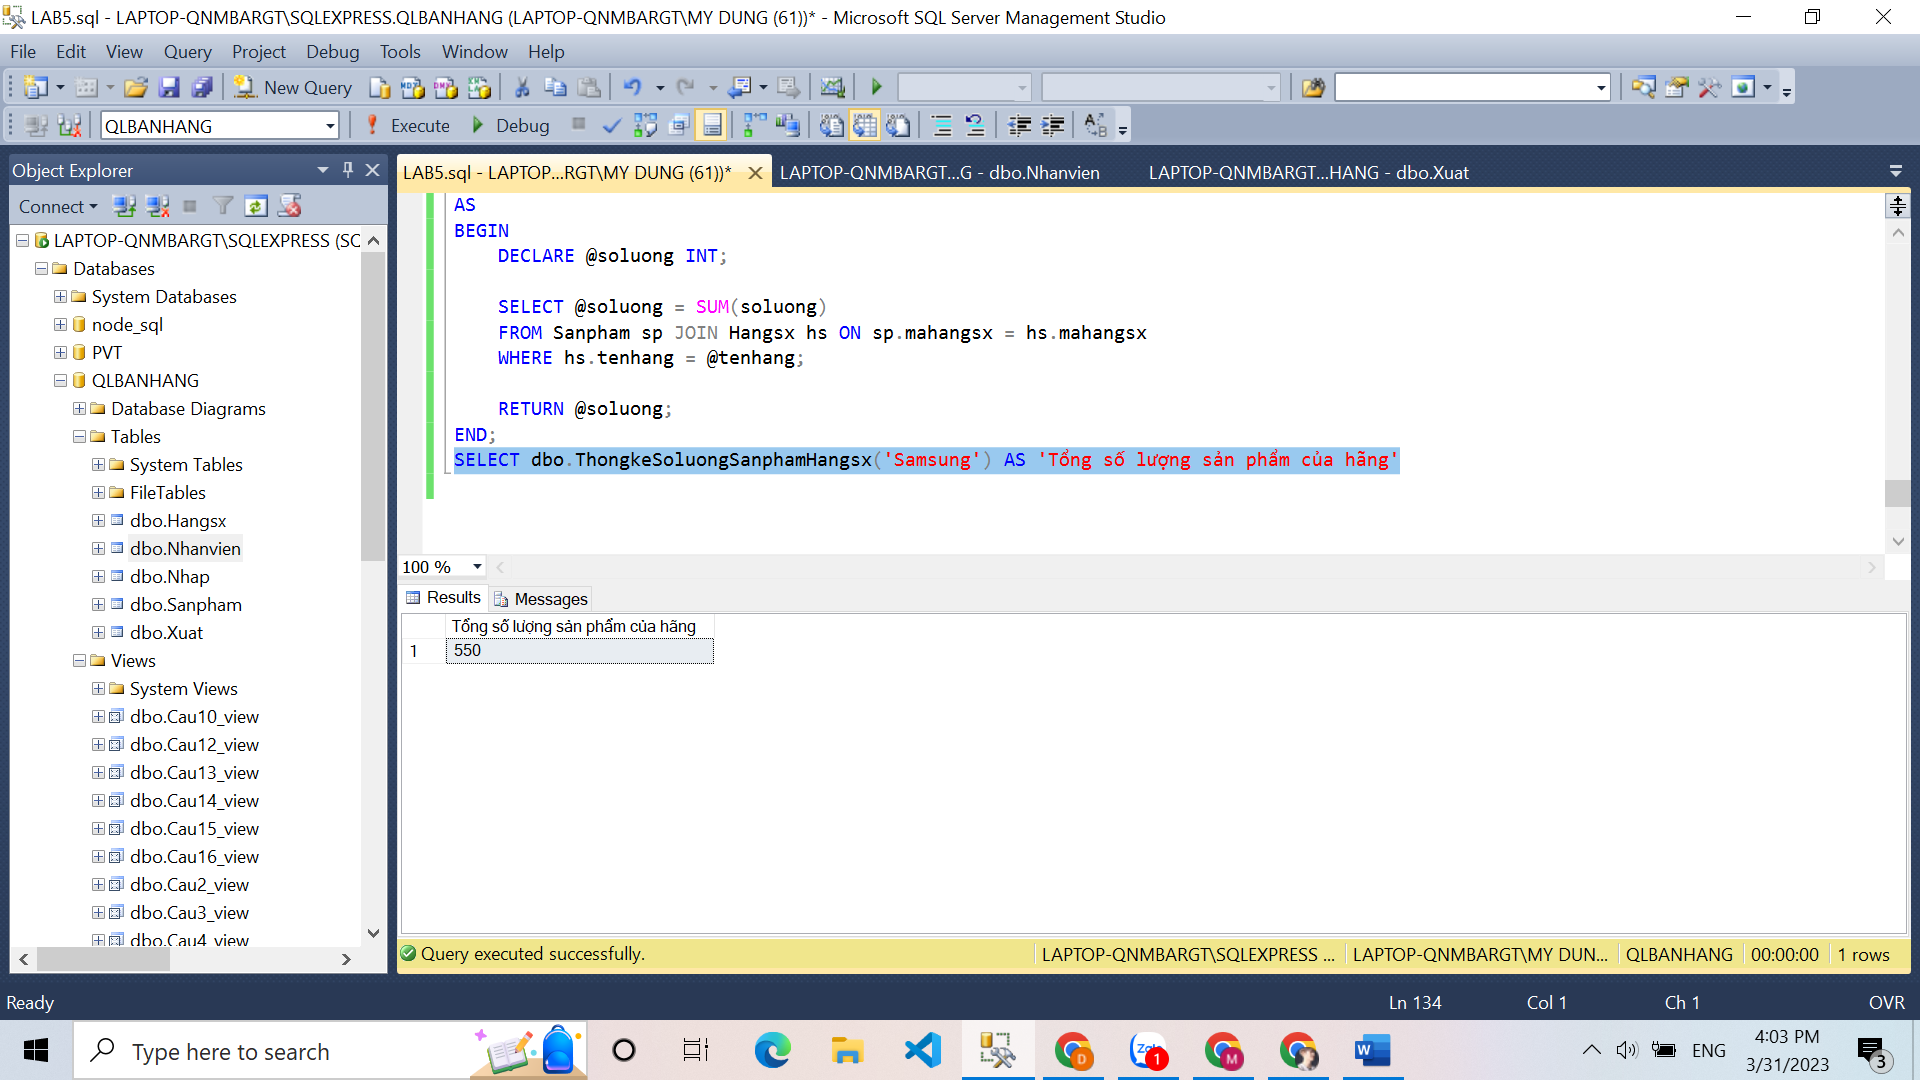 LAB5.sql - LAPTOP-QNMBARGT\SQLEXPRESS.QLBANHANG (LAPTOP-QNMBARGT\MY DUNG (61))* - Microsoft SQL Server Management Studio
File Edit View Query Project Debug Tools Window Help
New Query
QLBANHANG Execute Debug
Object Explorer
Connect
LAPTOP-QNMBARGT\SQLEXPRESS (SC
Databases
System Databases
node_sql
PVT
QLBANHANG
Database Diagrams
Tables
System Tables
FileTables
dbo.Hangsx
dbo.Nhanvien
dbo.Nhap
dbo.Sanpham
dbo.Xuat
Views
System Views
dbo.Cau10_view
dbo.Cau12_view
dbo.Cau13_view
dbo.Cau14_view
dbo.Cau15_view
dbo.Cau16_view
dbo.Cau2_view
dbo.Cau3_view
dbo.Cau4_view
LAB5.sql - LAPTOP...RGT\MY DUNG (61))* LAPTOP-QNMBARGT...G - dbo.Nhanvien LAPTOP-QNMBARGT...HANG - dbo.Xuat
AS
BEGIN
DECLARE @soluong INT;
SELECT @soluong = SUM(soluong)
FROM Sanpham sp JOIN Hangsx hs ON sp.mahangsx = hs.mahangsx
WHERE hs.tenhang = @tenhang;
RETURN @soluong;
END;
SELECT dbo.ThongkeSoluongSanphamHangsx('Samsung') AS 'Tổng số lượng sản phẩm của hãng'
100 %
Results Messages
Tổng số lượng sản phẩm của hãng
1 550
Query executed successfully. LAPTOP-QNMBARGT\SQLEXPRESS ... LAPTOP-QNMBARGT\MY DUN... QLBANHANG 00:00:00 1 rows
Ready Ln 134 Col 1 Ch 1 OVR
Type here to search
Zalo 1
D
M
W
ENG
4:03 PM
3/31/2023
3